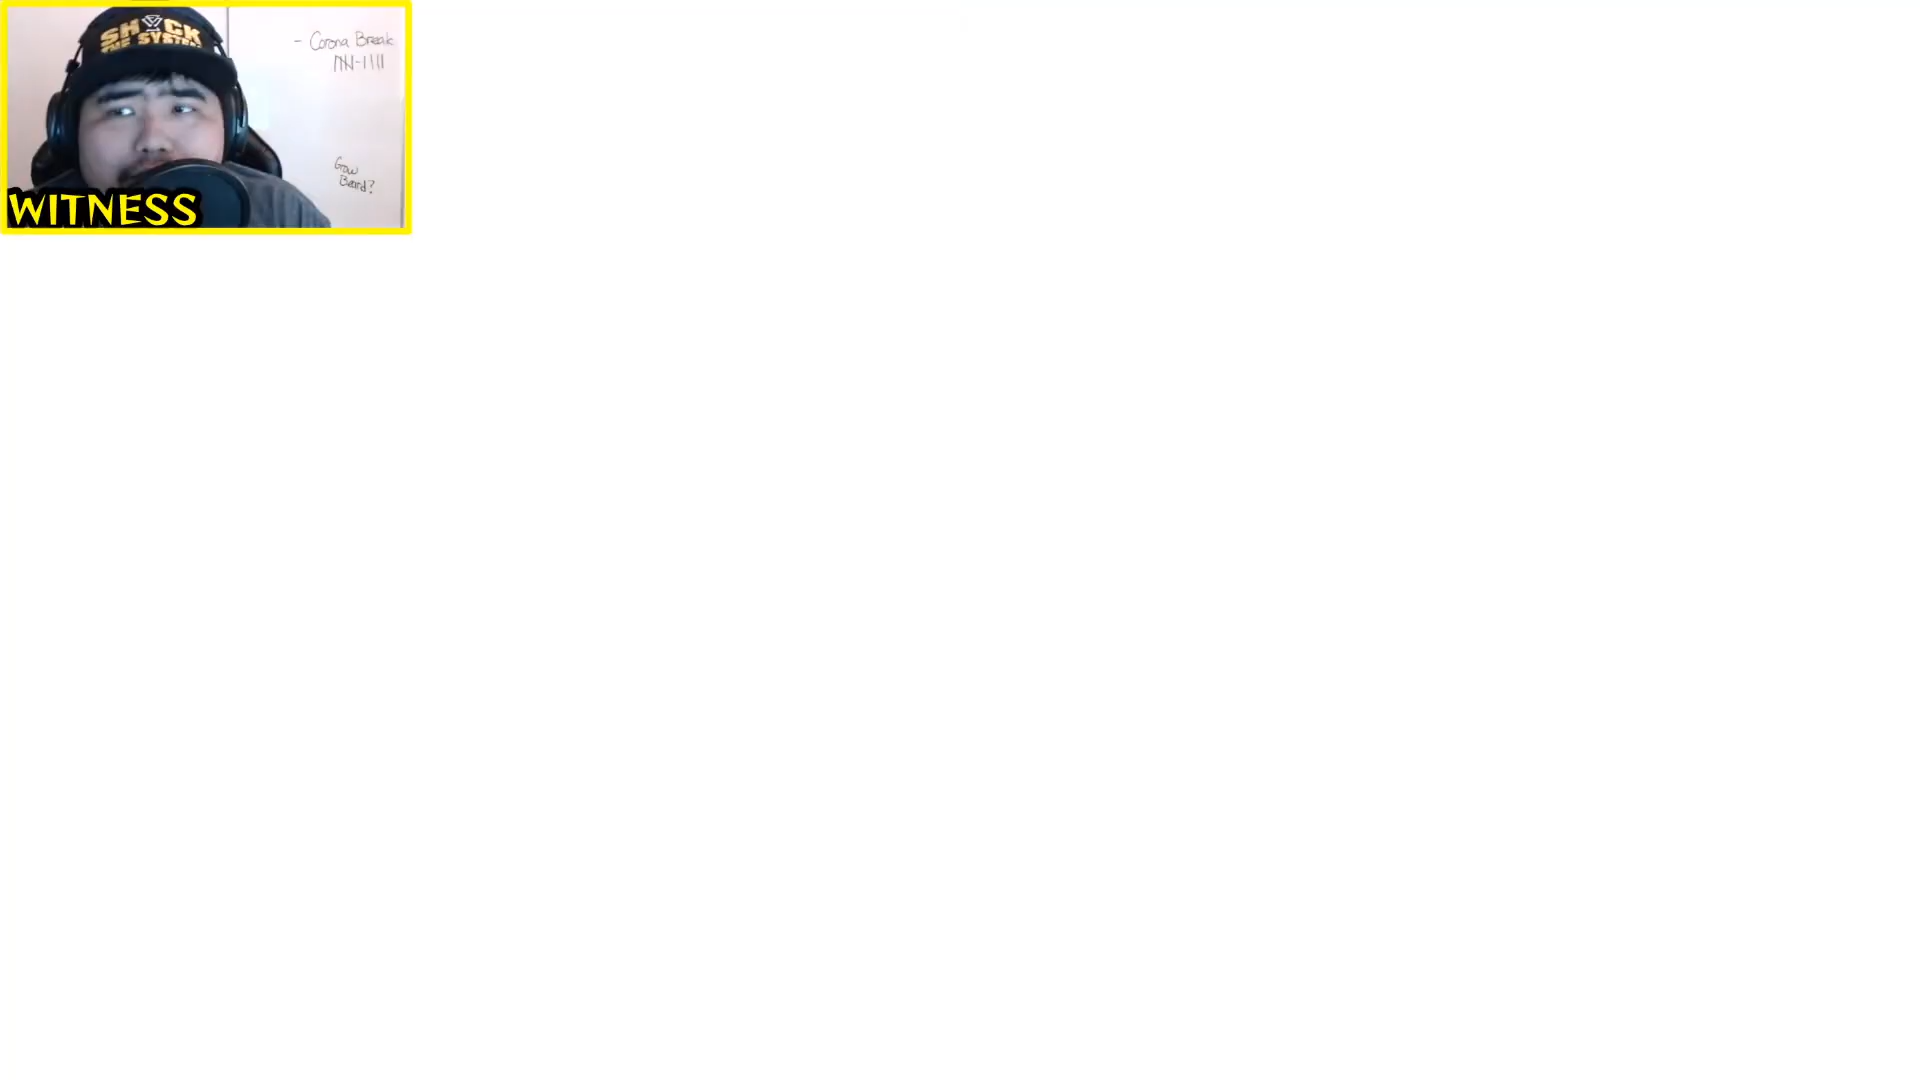 SHOCK
THE SYSTEM
- Corona Break
Grow
Beard?
WITNESS